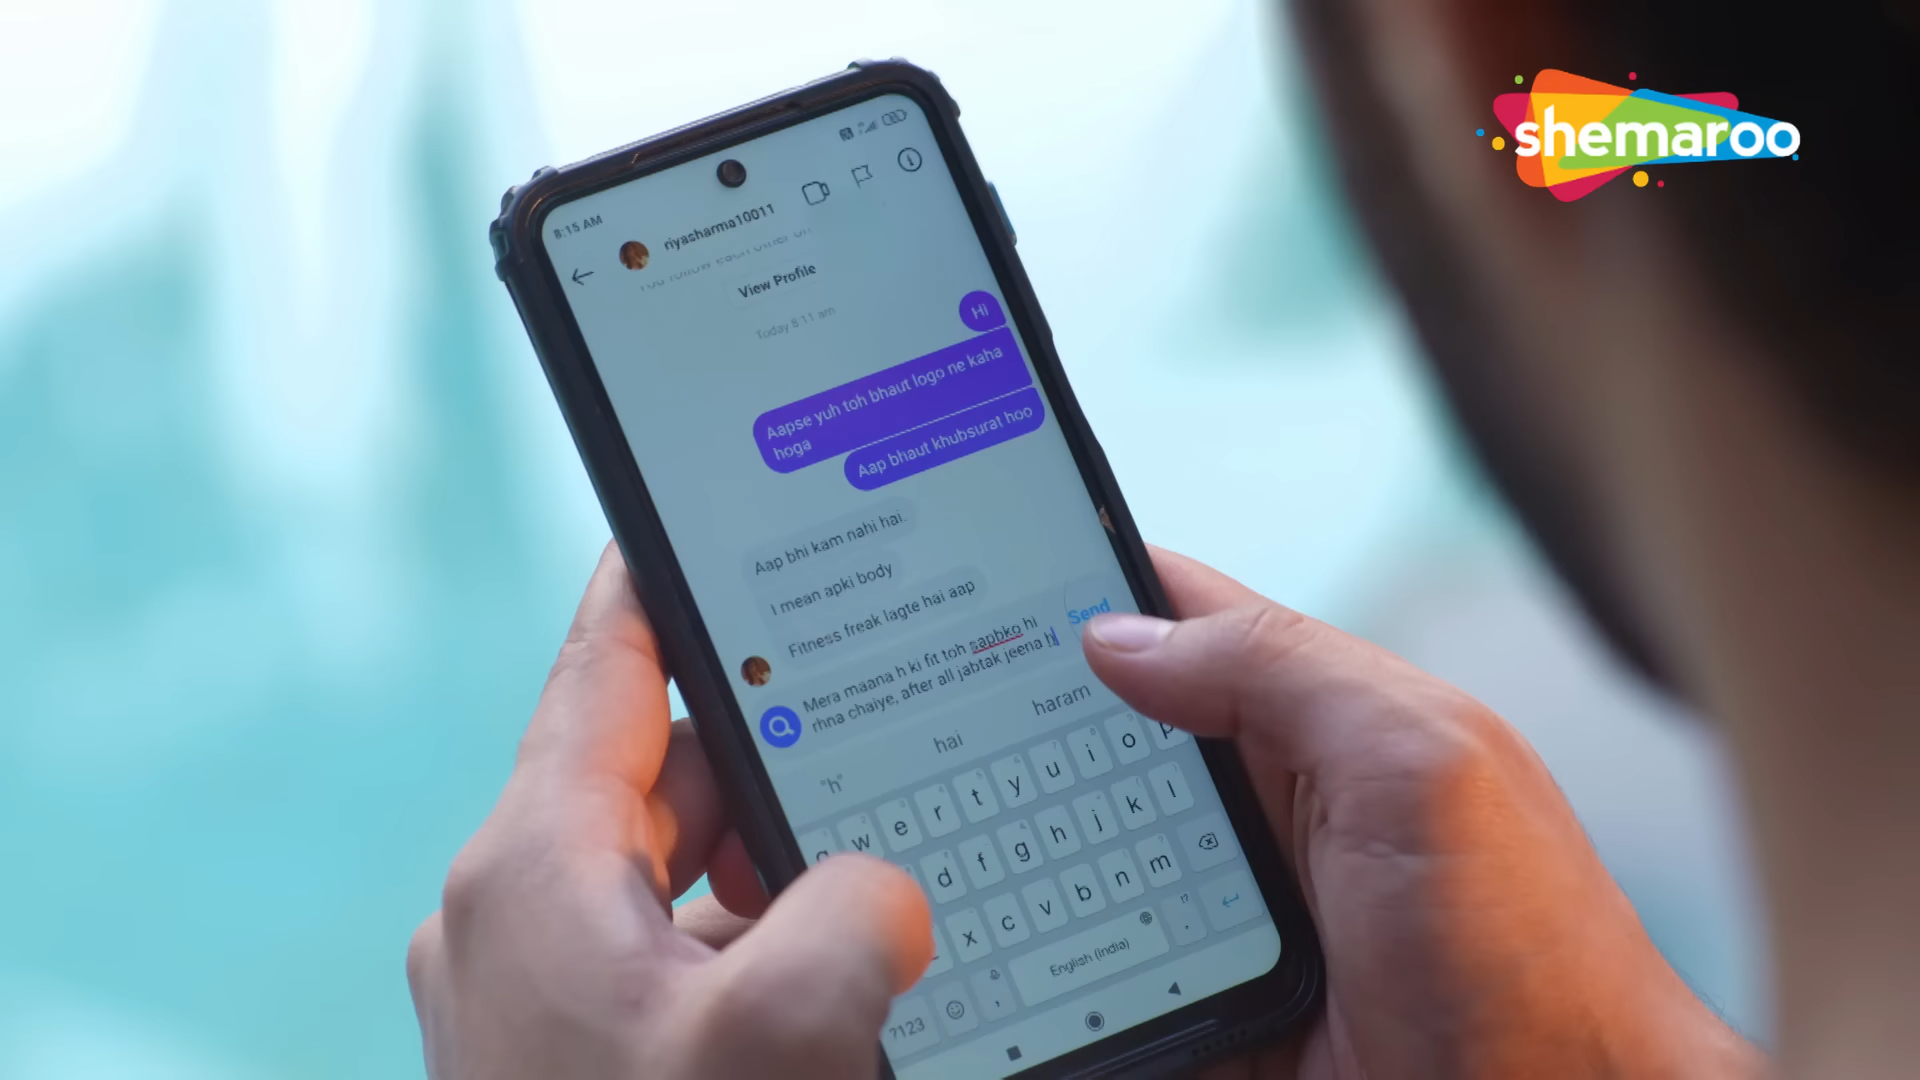 shemaroo
8:15 AM
riyasharma10011
View Profile
Today 8:11 am
Hi
Aapse yuh toh bhaut logo ne kaha
hoga
Aap bhaut khubsurat hoo
Aap bhi kam nahi hai.
I mean apki body
Fitness freak lagte hai aap
Mera maana h ki fit toh sapbko hi
rhna chaiye, after all jabtak jeena h
Send
"h"
hai
haram
q w e r t y u i o p
d f g h j k l
x c v b n m
?123 , English (India) . !?